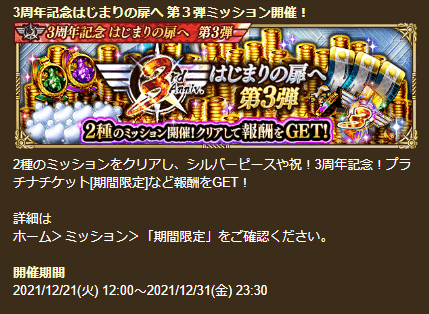 3周年記念はじまりの扉へ 第３弾ミッション開催！
3周年記念 はじまりの扉へ 第3弾
はじまりの扉へ
第3弾
2種のミッション開催!クリアして報酬をGET!
2種のミッションをクリアし、シルバーピースや祝！3周年記念！プラ
チナチケット[期間限定]など報酬をGET！
詳細は
ホーム＞ミッション＞「期間限定」をご確認ください。
開催期間
2021/12/21(火) 12:00～2021/12/31(金) 23:30